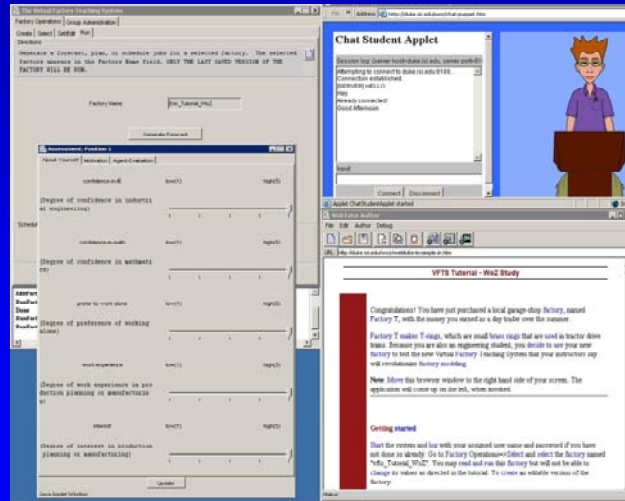 The Virtual Factory Teaching System
Factory Operations Group Administration
Create Select Run
Directions
Generate a forecast, plan, or schedule jobs for a selected factory. The selected
factory appears in the Factory Name field. ONLY THE LAST SAVED VERSION OF THE
FACTORY WILL BE RUN.
Factory Name
Generate Forecast
Assessment: Position 1
About Yourself Motivation Agent Evaluation
confidence-in-IE low(1) high(5)
(Degree of confidence in industri
al engineering)
confidence-in-math low(1) high(5)
(Degree of confidence in mathemati
cs)
prefer to work alone low(1) high(5)
(Degree of preference of working
alone)
work experience low(1) high(5)
(Degree of work experience in pro
duction planning or manufacturin
g)
interest low(1) high(5)
(Degree of interest in production
planning or manufacturing)
Update
Java Applet Window
Address
Chat Student Applet
Attempting to connect to duke.isi.edu:8100...
Connection established.
Hey
Already connected!
Good Afternoon
Input
Connect Disconnect
Applet ChatStudentApplet started
WebTutor Author
File Edit Author Debug
URL:
VFTS Tutorial - WoZ Study
Congratulations! You have just purchased a local garage-shop factory, named
Factory T, with the money you earned as a day trader over the summer.
Factory T makes T-rings, which are small brass rings that are used in tractor drive
trains. Because you are also an engineering student, you decide to use your new
factory to test the new Virtual Factory Teaching System that your instructors say
will revolutionize factory modeling.
Note: Move this browser window to the right hand side of your screen. The
application will come up on the left, when invoked.
Getting started
Start the system and log with your assigned user name and password if you have
not done so already. Go to Factory Operations=>Select and select the factory named
"vfts_Tutorial_WoZ". You may read and run this factory but will not be able to
change its values as directed in the tutorial. To create an editable version of the
factory:
Status: